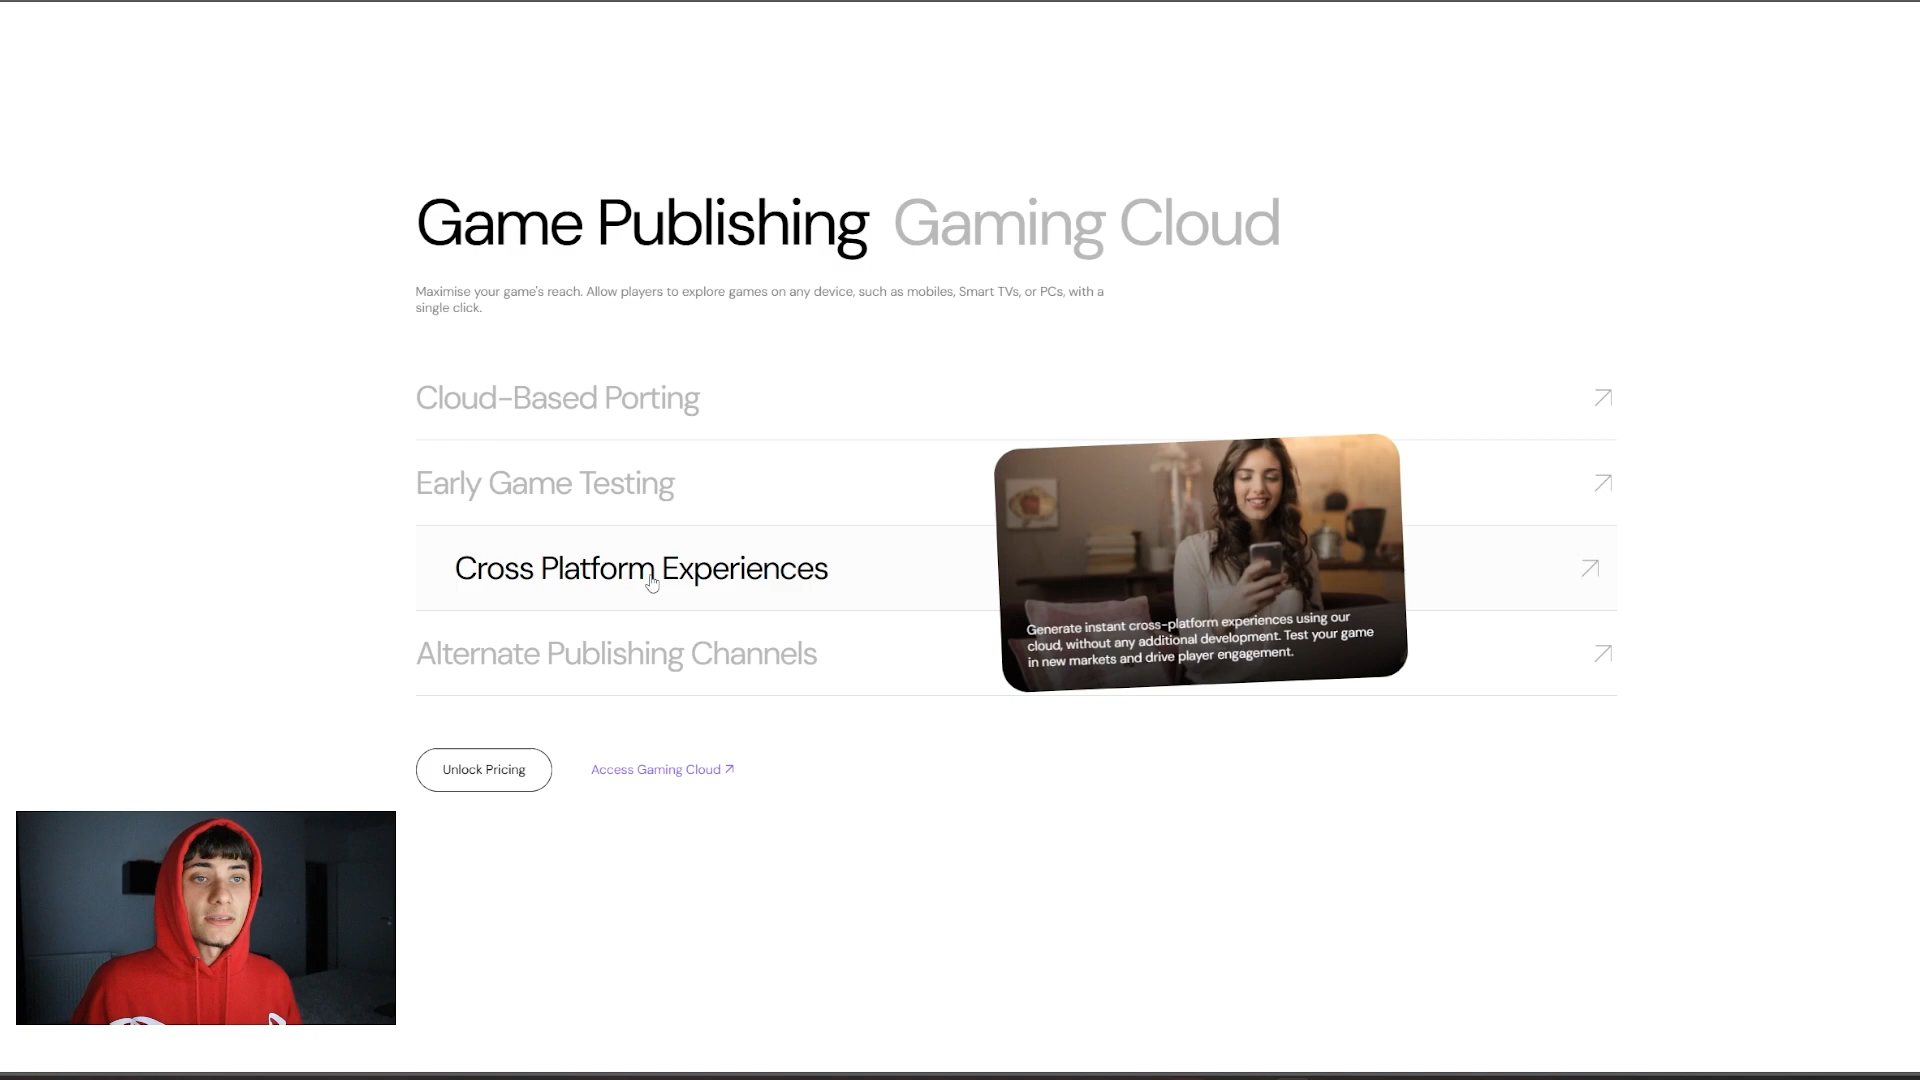 Game Publishing Gaming Cloud
Maximise your game's reach. Allow players to explore games on any device, such as mobiles, Smart TVs, or PCs, with a
single click.
Cloud-Based Porting
Early Game Testing
Cross Platform Experiences
Generate instant cross-platform experiences using our
cloud, without any additional development. Test your game
in new markets and drive player engagement.
Alternate Publishing Channels
Unlock Pricing
Access Gaming Cloud